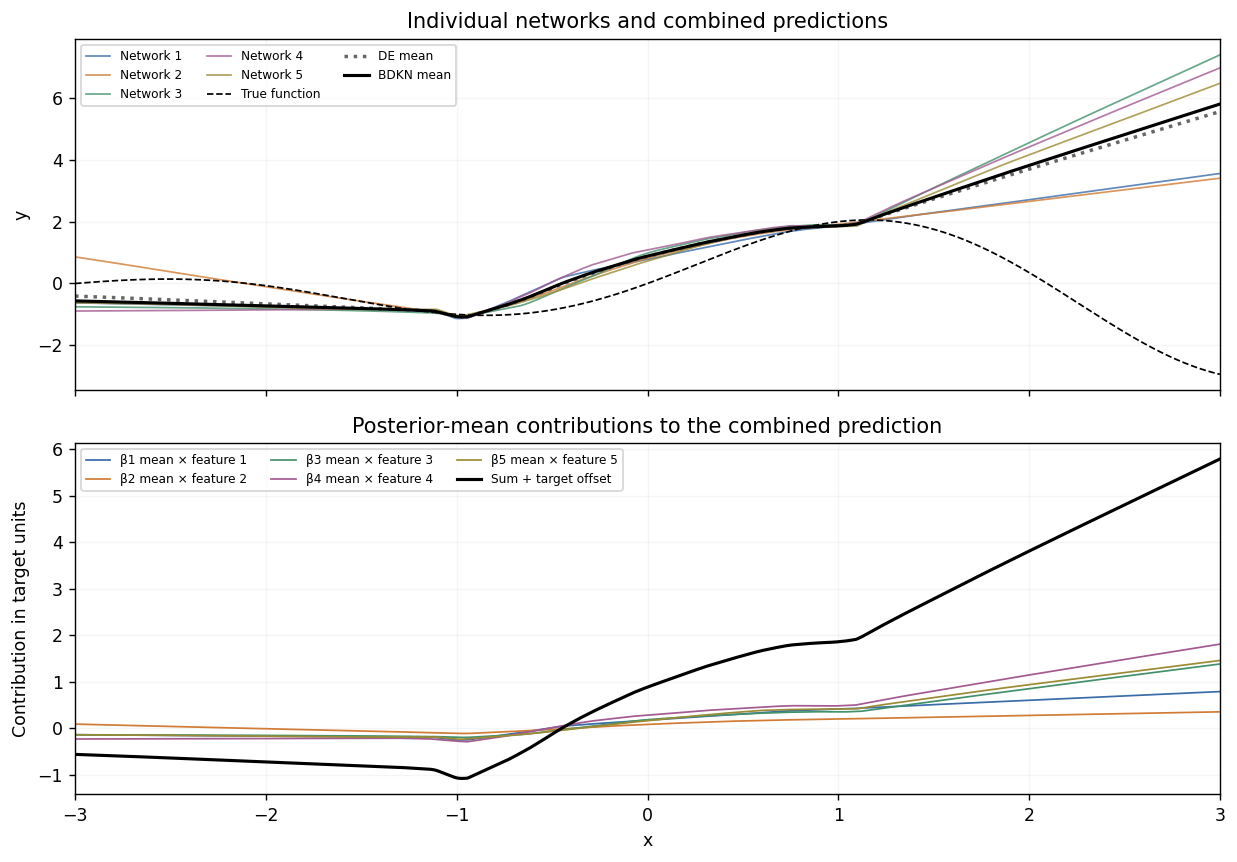 Individual networks and combined predictions
Network 1
Network 2
Network 3
Network 4
Network 5
True function
DE mean
BDKN mean
6
4
2
0
−2
y
Posterior-mean contributions to the combined prediction
β1 mean × feature 1
β2 mean × feature 2
β3 mean × feature 3
β4 mean × feature 4
β5 mean × feature 5
Sum + target offset
6
5
4
3
2
1
0
−1
Contribution in target units
−3 −2 −1 0 1 2 3
x